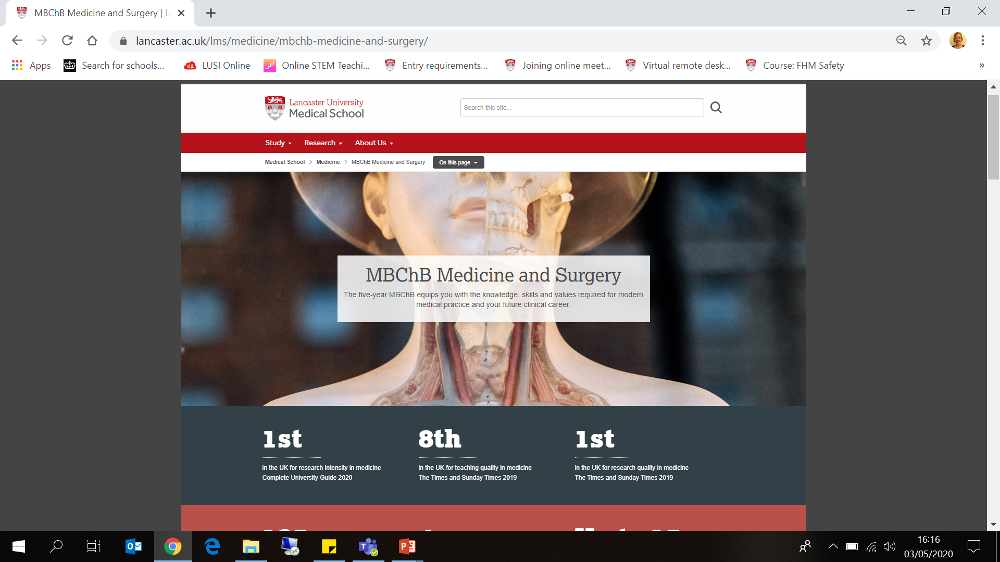 MBChB Medicine and Surgery | L
lancaster.ac.uk/lms/medicine/mbchb-medicine-and-surgery/
Apps
Search for schools...
LUSI Online
Online STEM Teachi...
Entry requirements...
Joining online meet...
Virtual remote desk...
Course: FHM Safety
»
Lancaster University
Medical School
Search this site...
Study
Research
About Us
Medical School > Medicine > MBChB Medicine and Surgery
On this page
MBChB Medicine and Surgery
The five-year MBChB equips you with the knowledge, skills and values required for modern
medical practice and your future clinical career.
1st
in the UK for research intensity in medicine
Complete University Guide 2020
8th
in the UK for teaching quality in medicine
The Times and Sunday Times 2019
1st
in the UK for research quality in medicine
The Times and Sunday Times 2019
16:16
03/05/2020